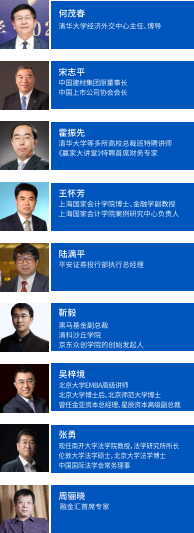 何茂春
清华大学经济外交中心主任、博导
宋志平
中国建材集团原董事长
中国上市公司协会会长
霍振先
清华大学等多所高校总裁班特聘讲师
《赢家大讲堂》特聘首席财务专家
王怀芳
上海国家会计学院博士、金融学副教授
上海国家会计学院案例研究中心负责人
陆满平
平安证券投行部执行总经理
靳毅
黑马基金副总裁
清科沙丘学院
京东众创学院的创始发起人
吴梓境
北京大学EMBA高级讲师
北京大学博士后、北京师范大学博士
曾任金亚资本总经理、星辰资本高级副总裁
张勇
现任南开大学法学院教授、法学研究所所长
伦敦大学法学硕士、北京大学法学博士
中国国际法学会常务理事
周骊晓
融金汇首席专家